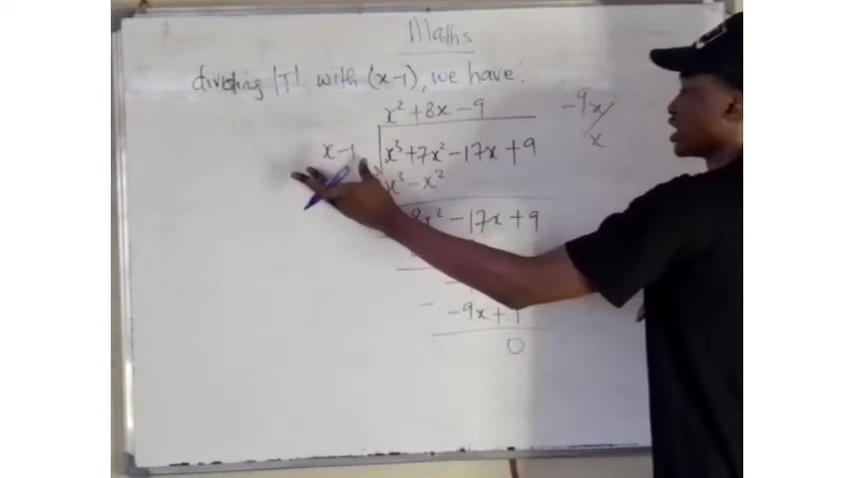 Maths
dividing |T|, with (x-1), we have:
x² + 8x - 9
-9x/x
x-1 x³+7x²-17x+9
x³ - x²
8x² - 17x + 9
-
- -9x +
0